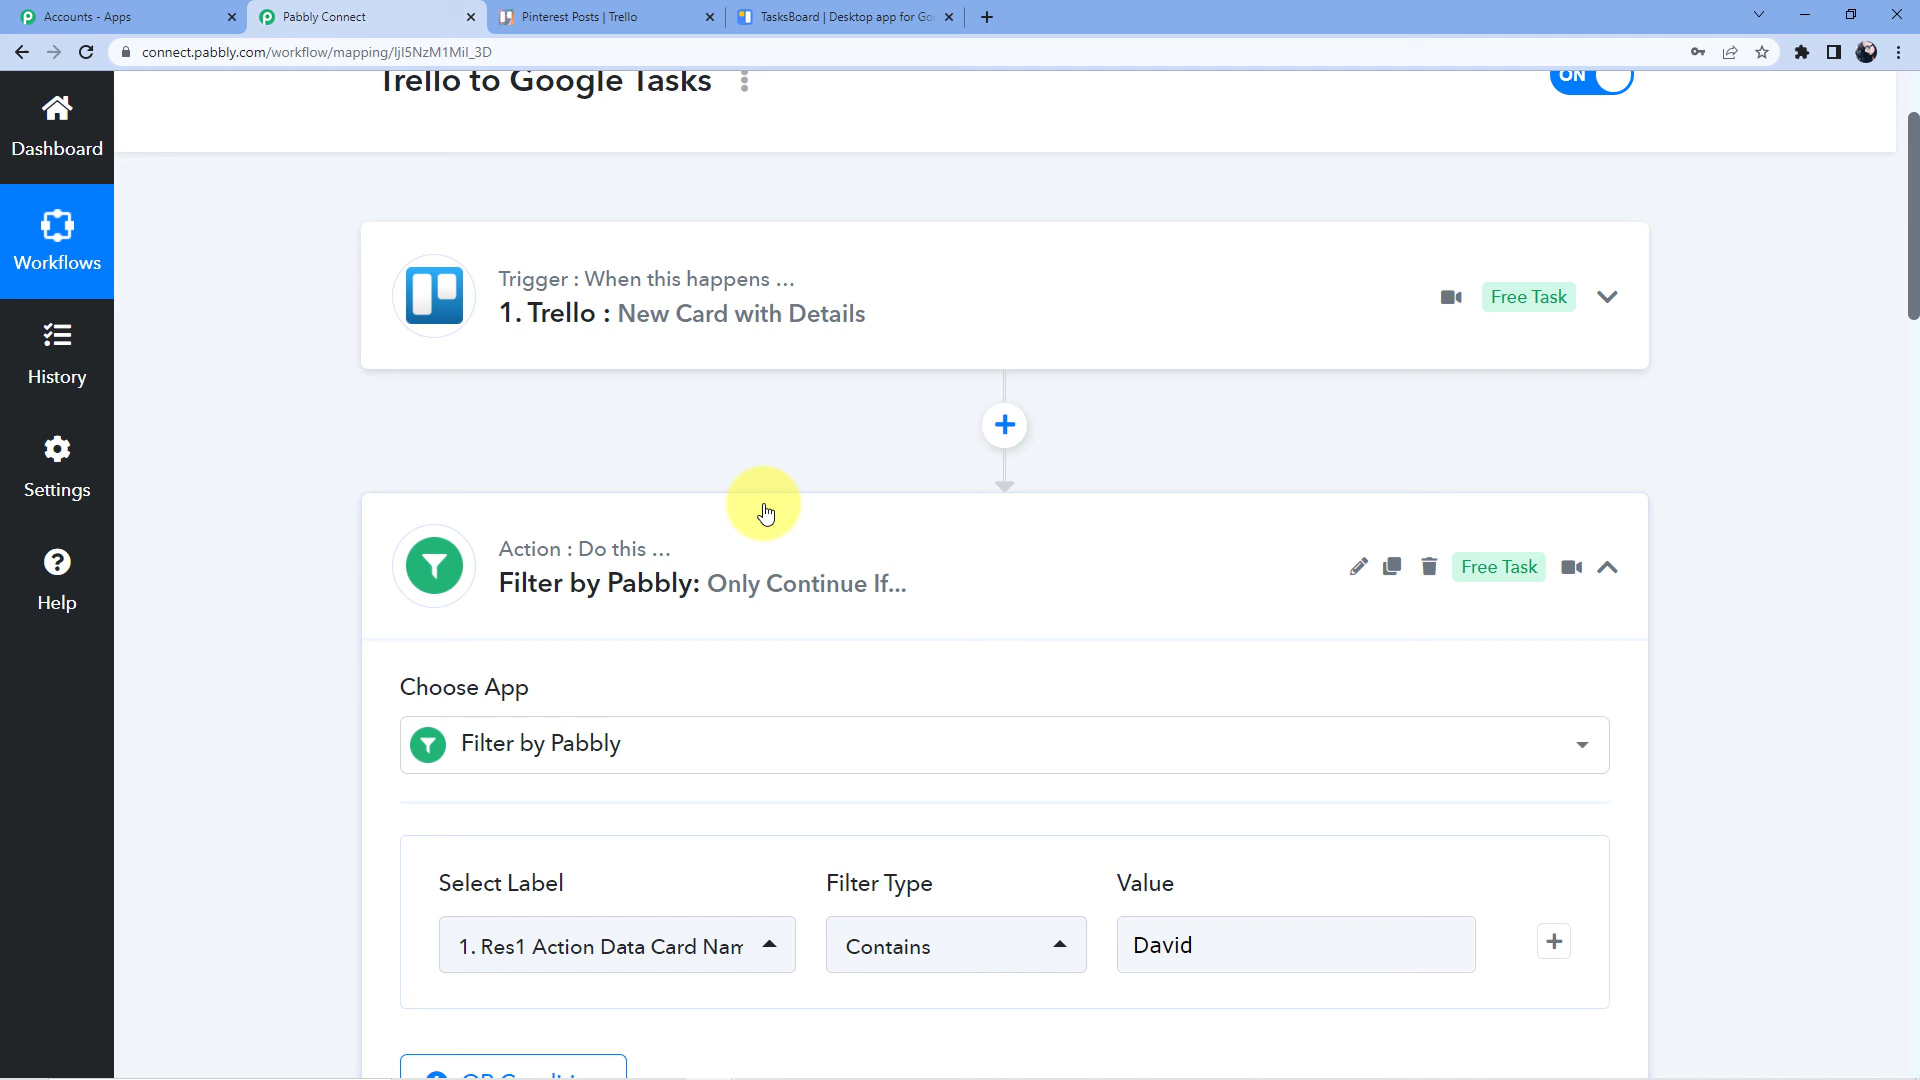 Accounts - Apps
Pabbly Connect
Pinterest Posts | Trello
TasksBoard | Desktop app for Go
connect.pabbly.com/workflow/mapping/IjI5NzM1MiI_3D
Trello to Google Tasks
ON
Dashboard
Workflows
History
Settings
Help
Trigger : When this happens ...
1. Trello : New Card with Details
Free Task
Action : Do this ...
Filter by Pabbly: Only Continue If...
Free Task
Choose App
Filter by Pabbly
Select Label
Filter Type
Value
1. Res1 Action Data Card Nam
Contains
David